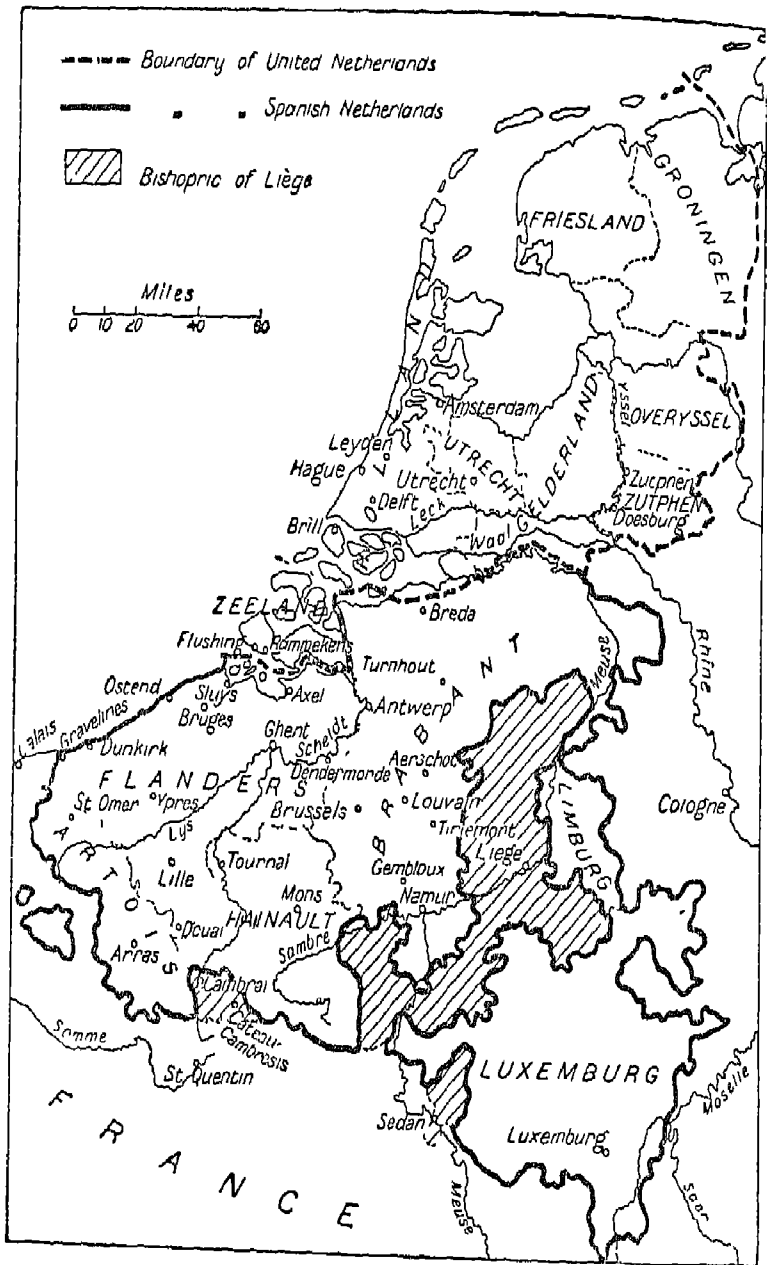 Boundary of United Netherlands
" " Spanish Netherlands
Bishopric of Liège
Miles
0 10 20 40 60
GRONINGEN
FRIESLAND
Amsterdam
Yssel
OVERYSSEL
Leyden
Hague
UTRECHT
Utrecht
GELDERLAND
Zutphen
ZUTPHEN
Doesburg
Delft
Leck
Waal
Brill
ZEELAND
Breda
Flushing
Rammekens
Turnhout
Meuse
Rhine
Ostend
Sluys
Axel
Antwerp
BRABANT
Bruges
Calais
Gravelines
Dunkirk
Ghent
Scheldt
Dendermonde
Aerschot
FLANDERS
St Omer
Ypres
Brussels
Louvain
Cologne
LIMBURG
Tirlemont
Liege
Lys
Lille
Tournai
Gembloux
Namur
Mons
HAINAULT
ARTOIS
Douai
Arras
Sambre
Cambrai
Cateau
Cambresis
Somme
St. Quentin
LUXEMBURG
Moselle
Sedan
Luxemburg
Meuse
Saar
FRANCE